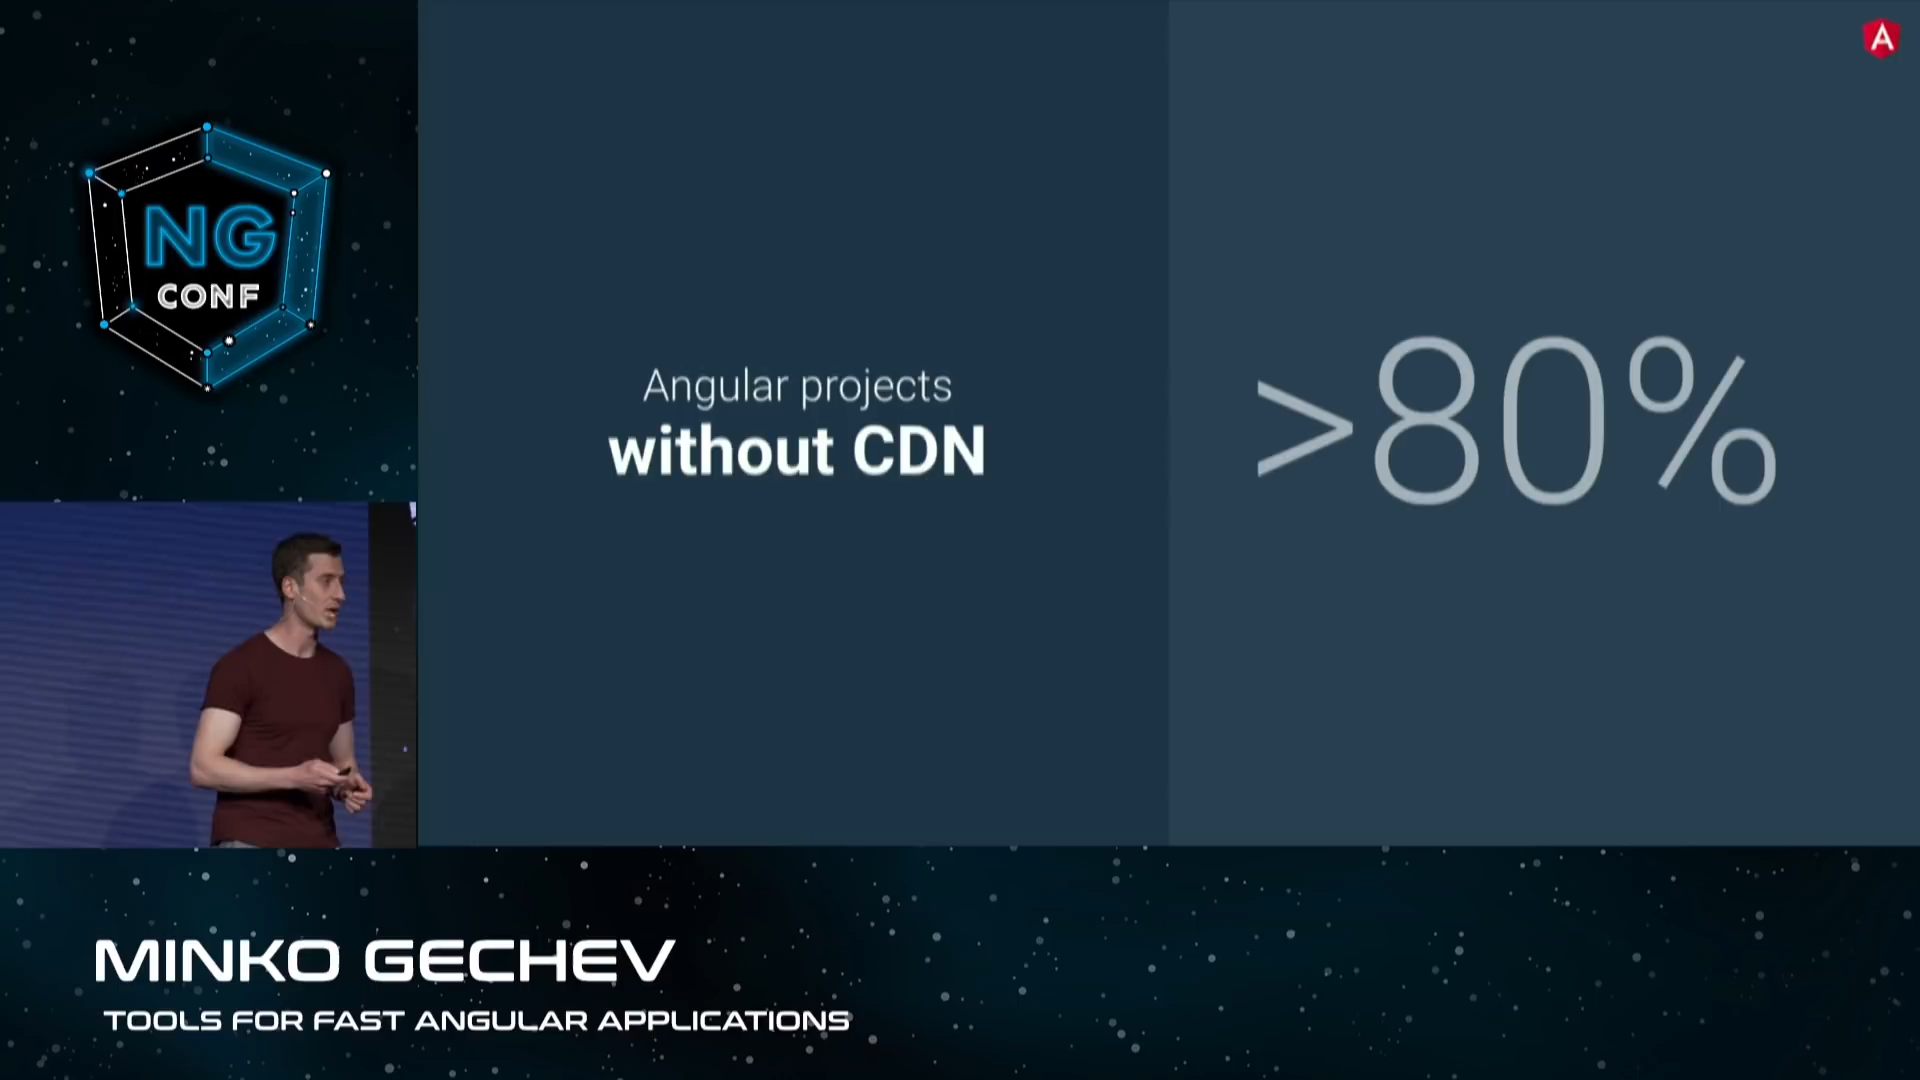 NG
CONF
Angular projects
without CDN
>80%
MINKO GECHEV
TOOLS FOR FAST ANGULAR APPLICATIONS